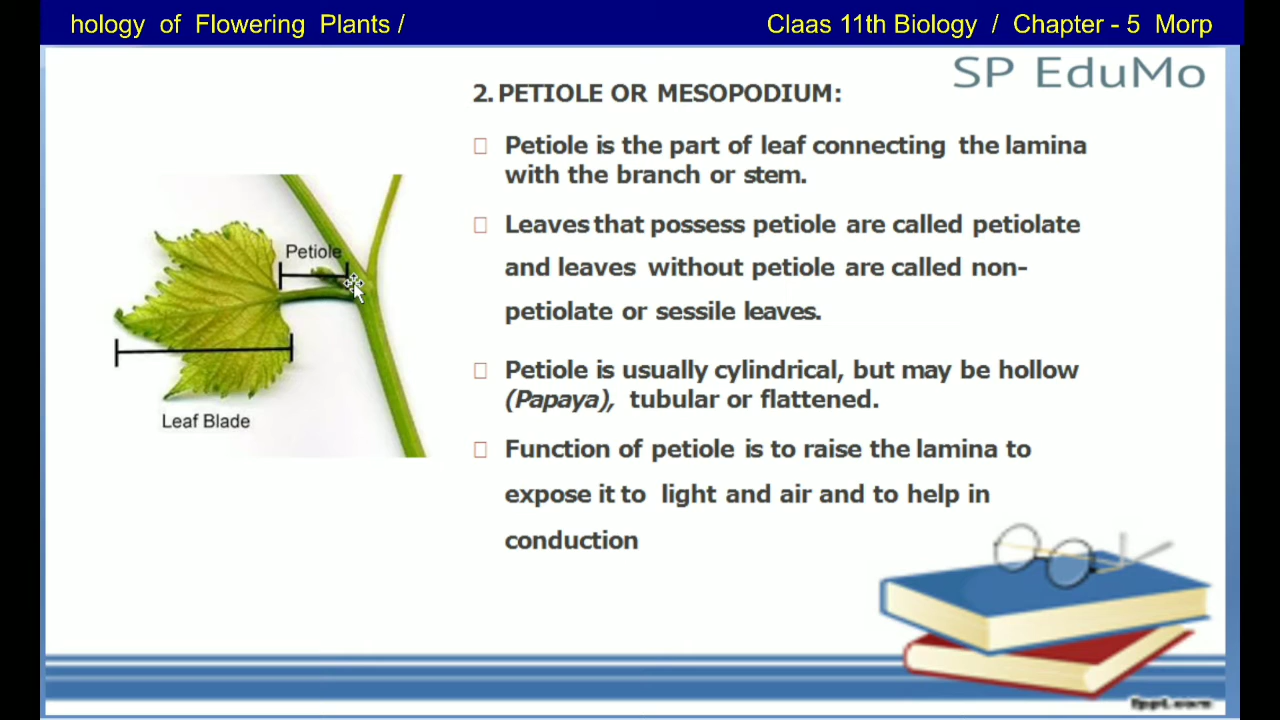 hology of Flowering Plants /
Claas 11th Biology / Chapter - 5 Morp
SP EduMo
2. PETIOLE OR MESOPODIUM:
Petiole is the part of leaf connecting the lamina
with the branch or stem.
Leaves that possess petiole are called petiolate
and leaves without petiole are called non-
petiolate or sessile leaves.
Petiole is usually cylindrical, but may be hollow
(Papaya), tubular or flattened.
Function of petiole is to raise the lamina to
expose it to light and air and to help in
conduction
Petiole
Leaf Blade
fppt.com